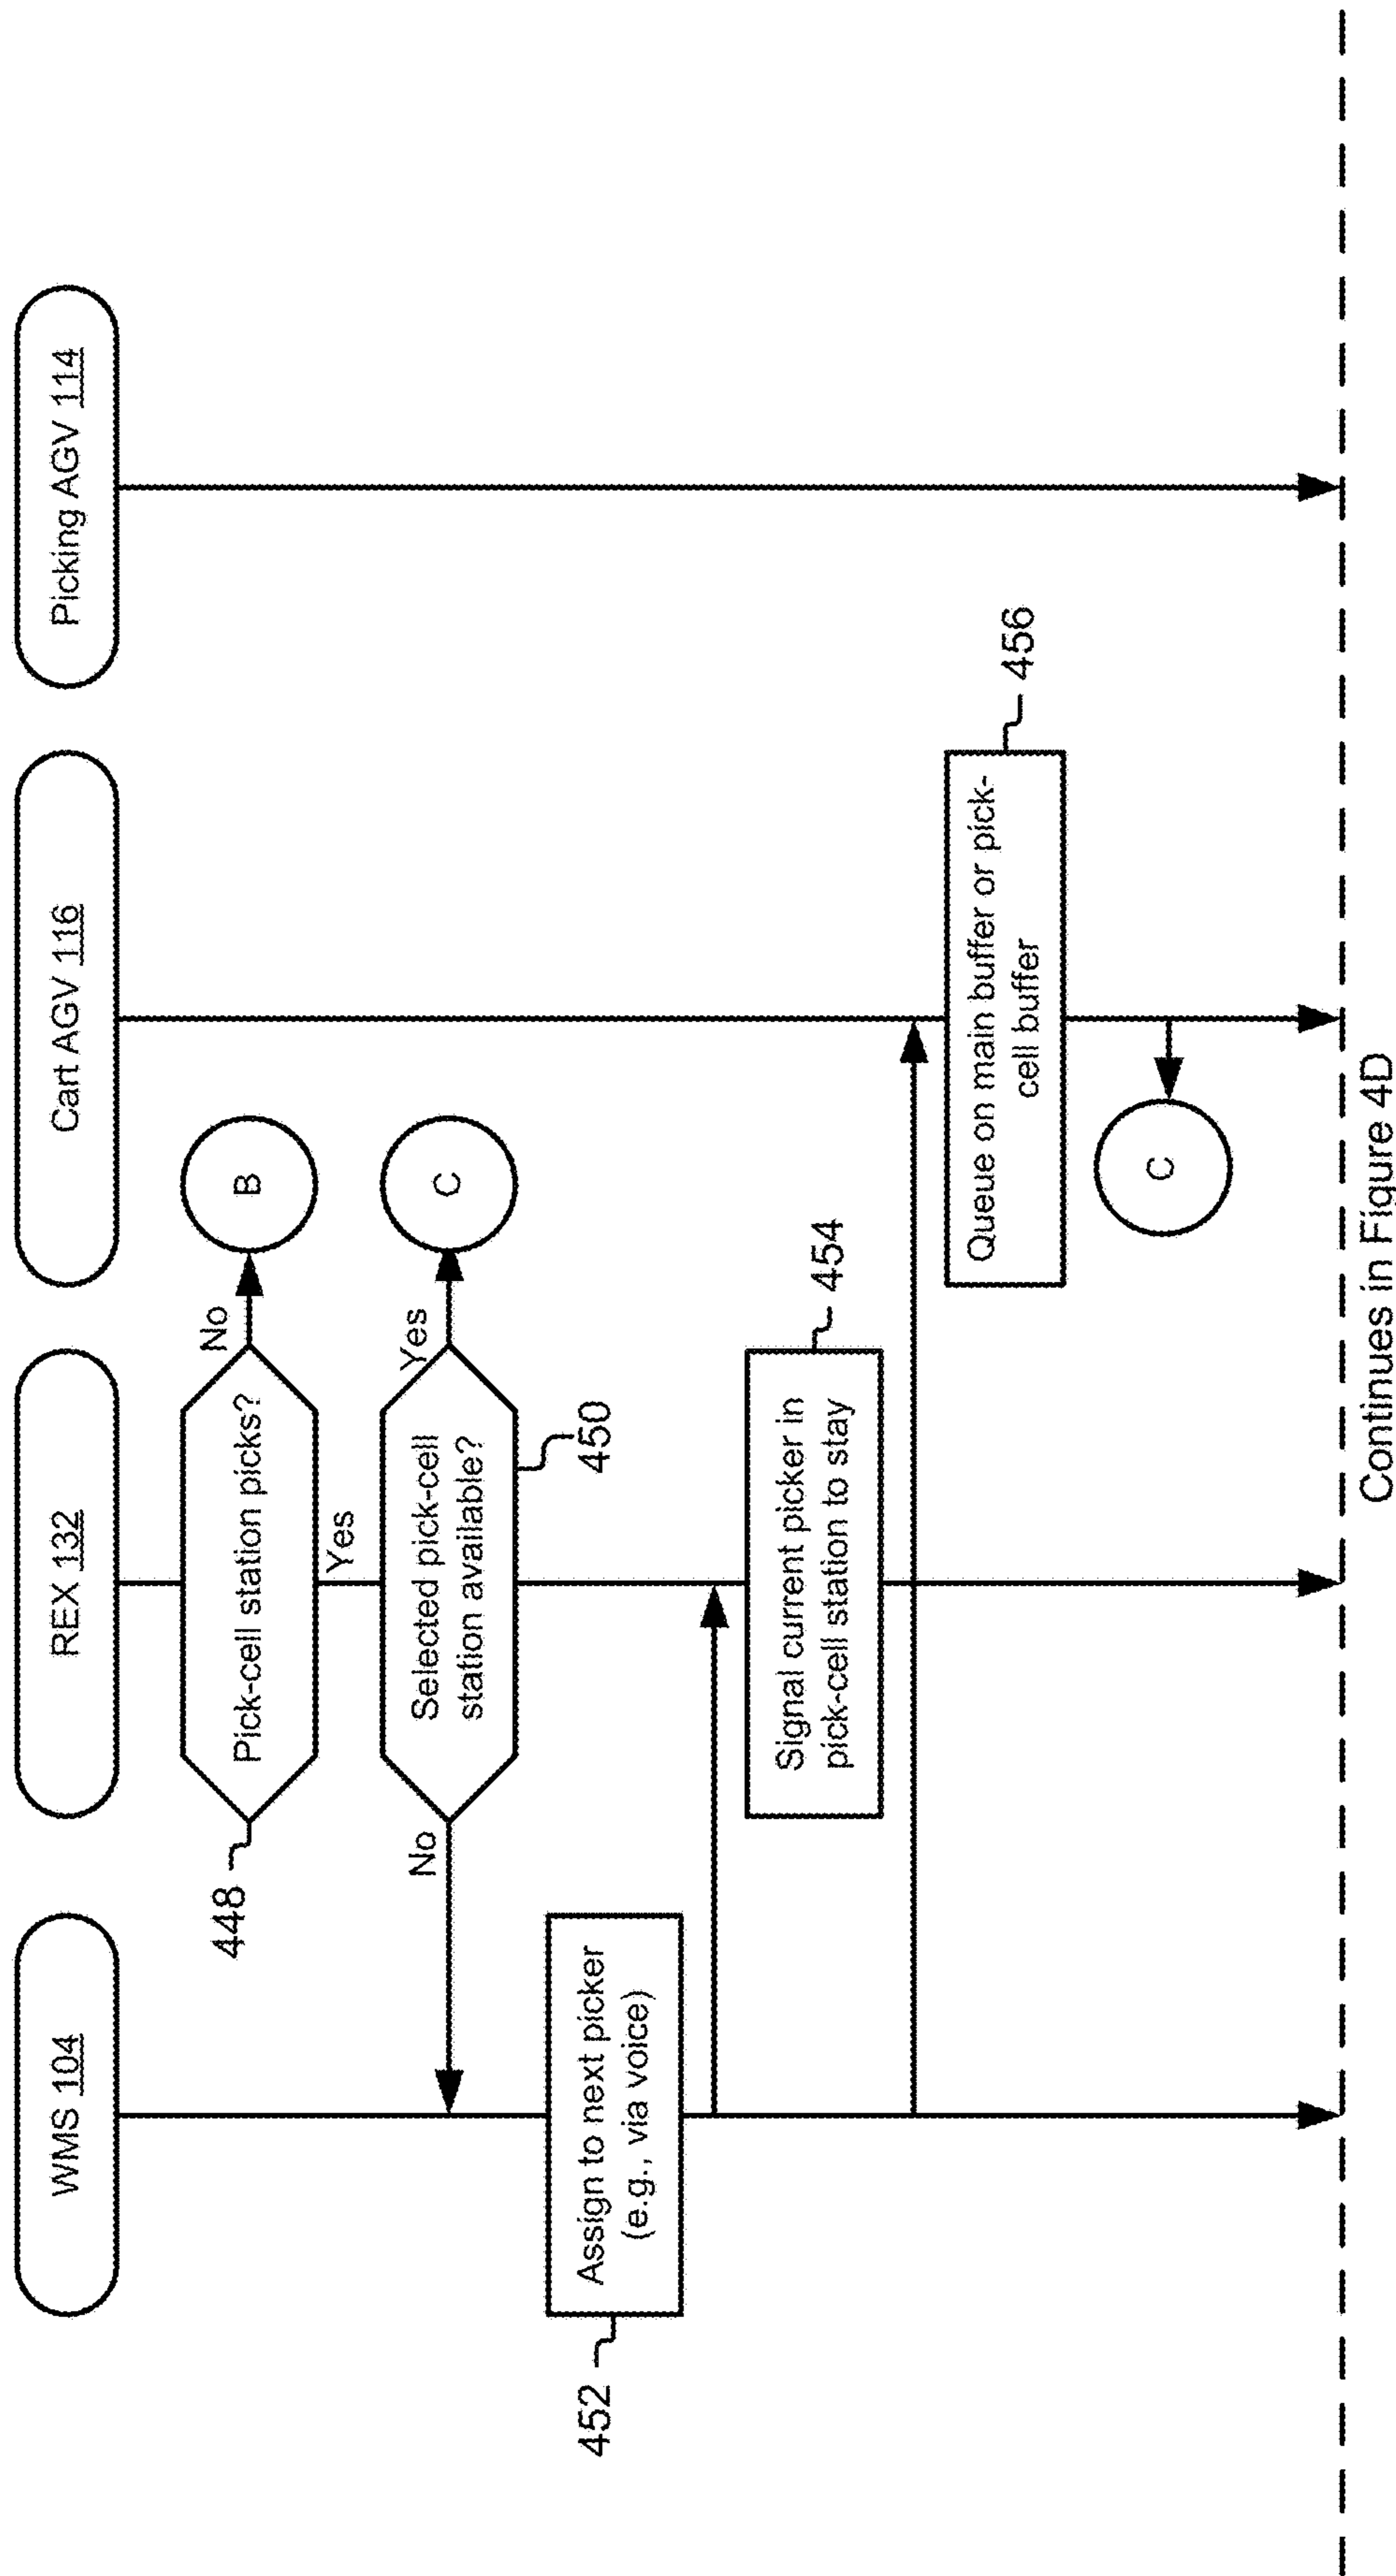 WMS 104
REX 132
Cart AGV 116
Picking AGV 114
448
Pick-cell station picks?
No
B
Yes
No
Selected pick-cell
station available?
Yes
C
450
452
Assign to next picker
(e.g., via voice)
Signal current picker in
pick-cell station to stay
454
Queue on main buffer or pick-
cell buffer
456
C
Continues in Figure 4D